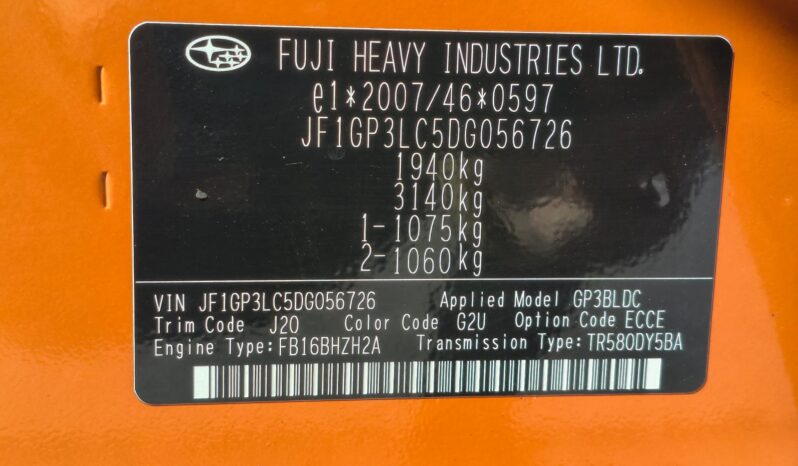 FUJI HEAVY INDUSTRIES LTD.
e1*2007/46*0597
JF1GP3LC5DG056726
1940kg
3140kg
1-1075kg
2-1060kg
VIN JF1GP3LC5DG056726 Applied Model GP3BLDC
Trim Code J20 Color Code G2U Option Code ECCE
Engine Type:FB16BHZH2A Transmission Type:TR580DY5BA